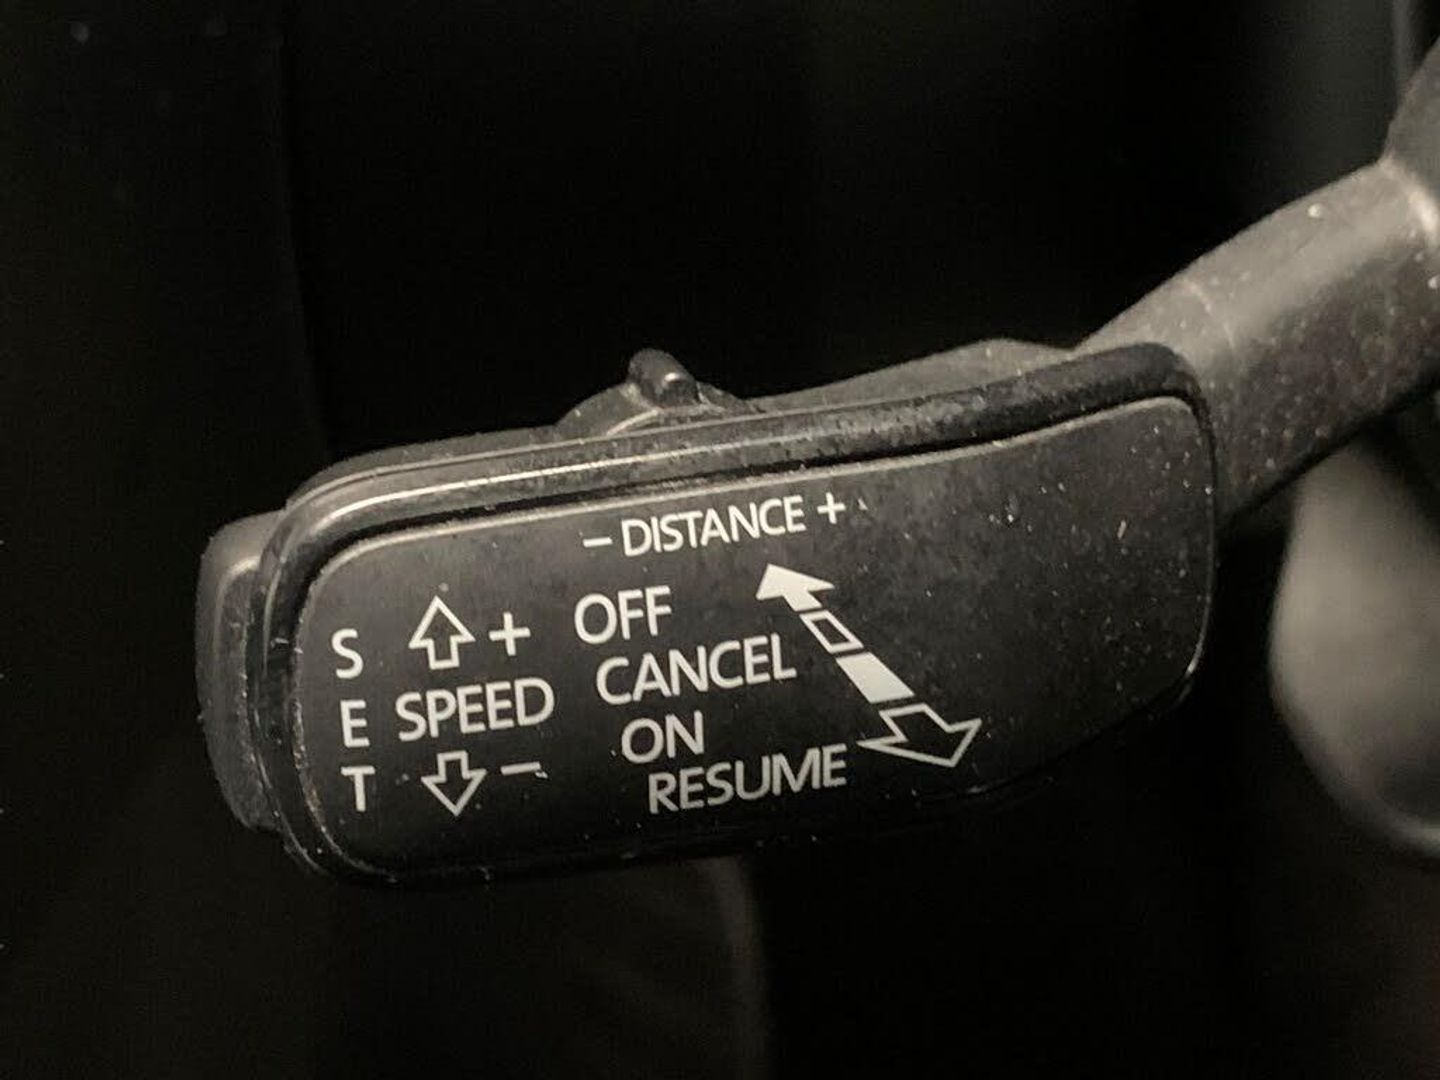 − DISTANCE +
S + OFF
CANCEL
E SPEED
ON
T −
RESUME